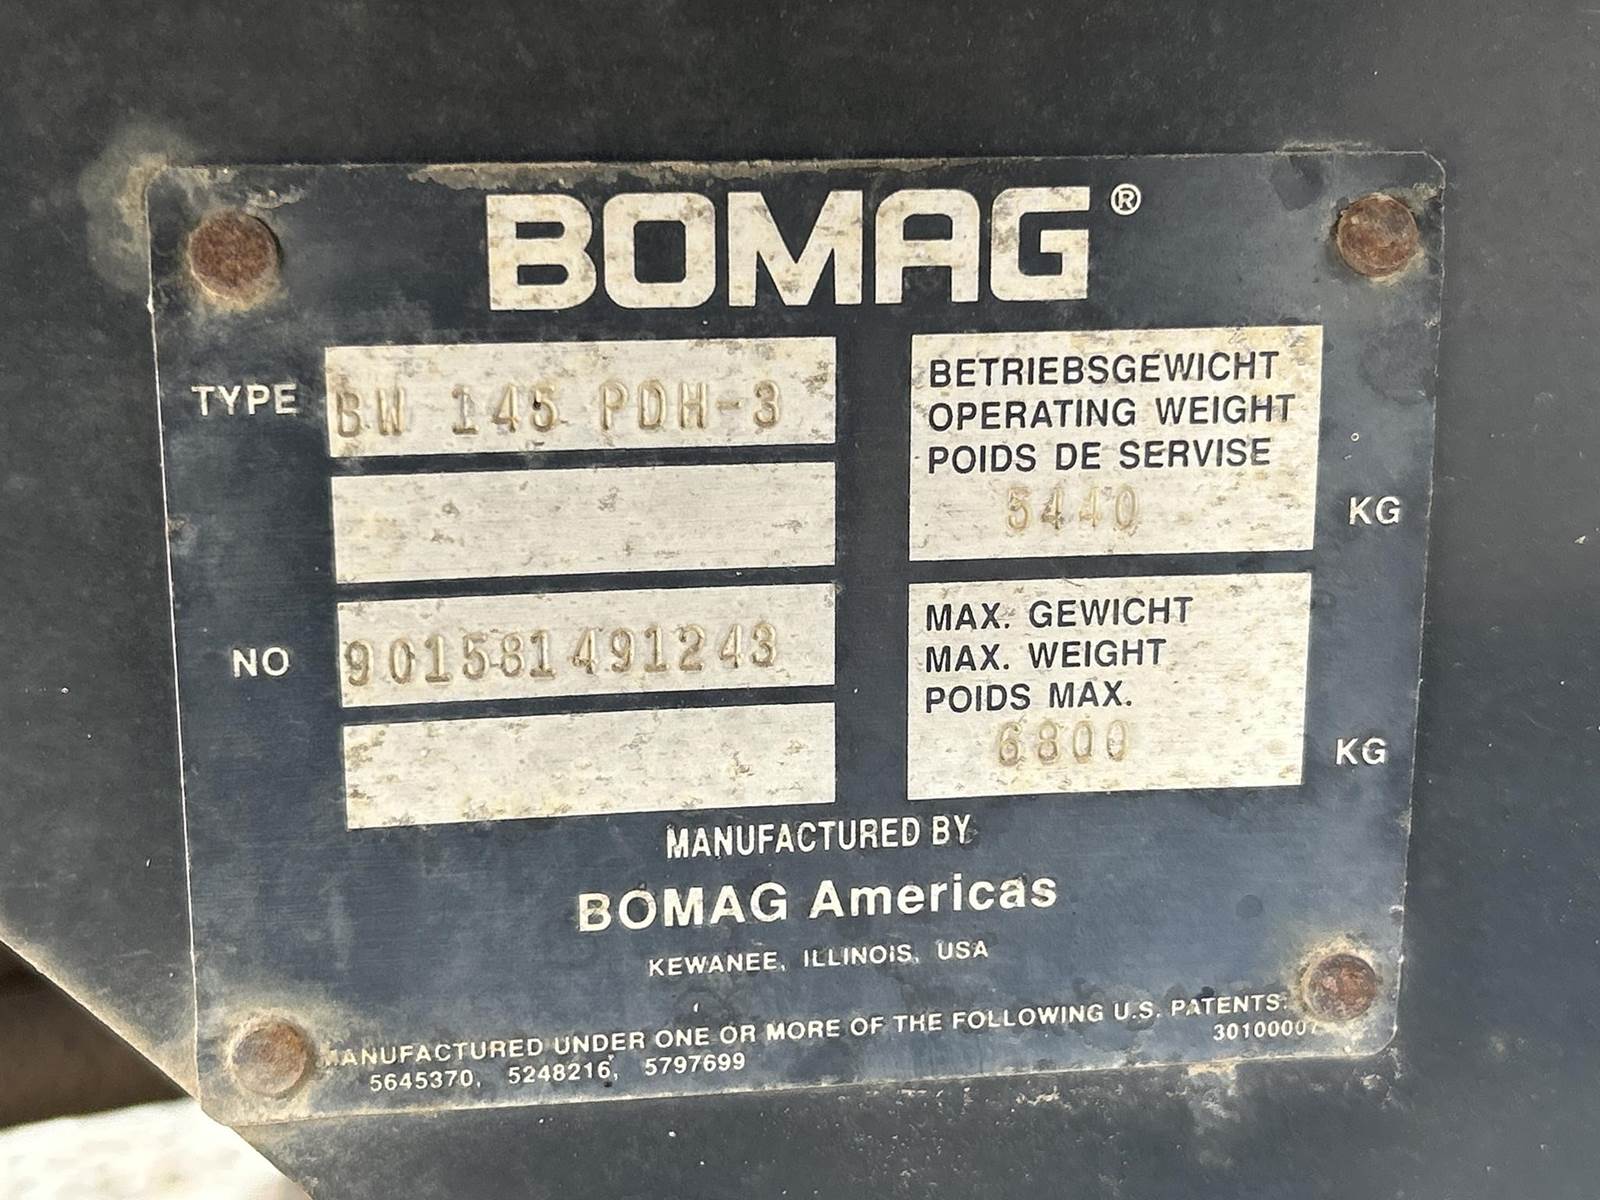 BOMAG®
TYPE BW 145 PDH-3
BETRIEBSGEWICHT
OPERATING WEIGHT
POIDS DE SERVISE
5440 KG
NO 901581491243
MAX. GEWICHT
MAX. WEIGHT
POIDS MAX.
6800 KG
MANUFACTURED BY
BOMAG Americas
KEWANEE, ILLINOIS, USA
MANUFACTURED UNDER ONE OR MORE OF THE FOLLOWING U.S. PATENTS:
5645370, 5248216, 5797699